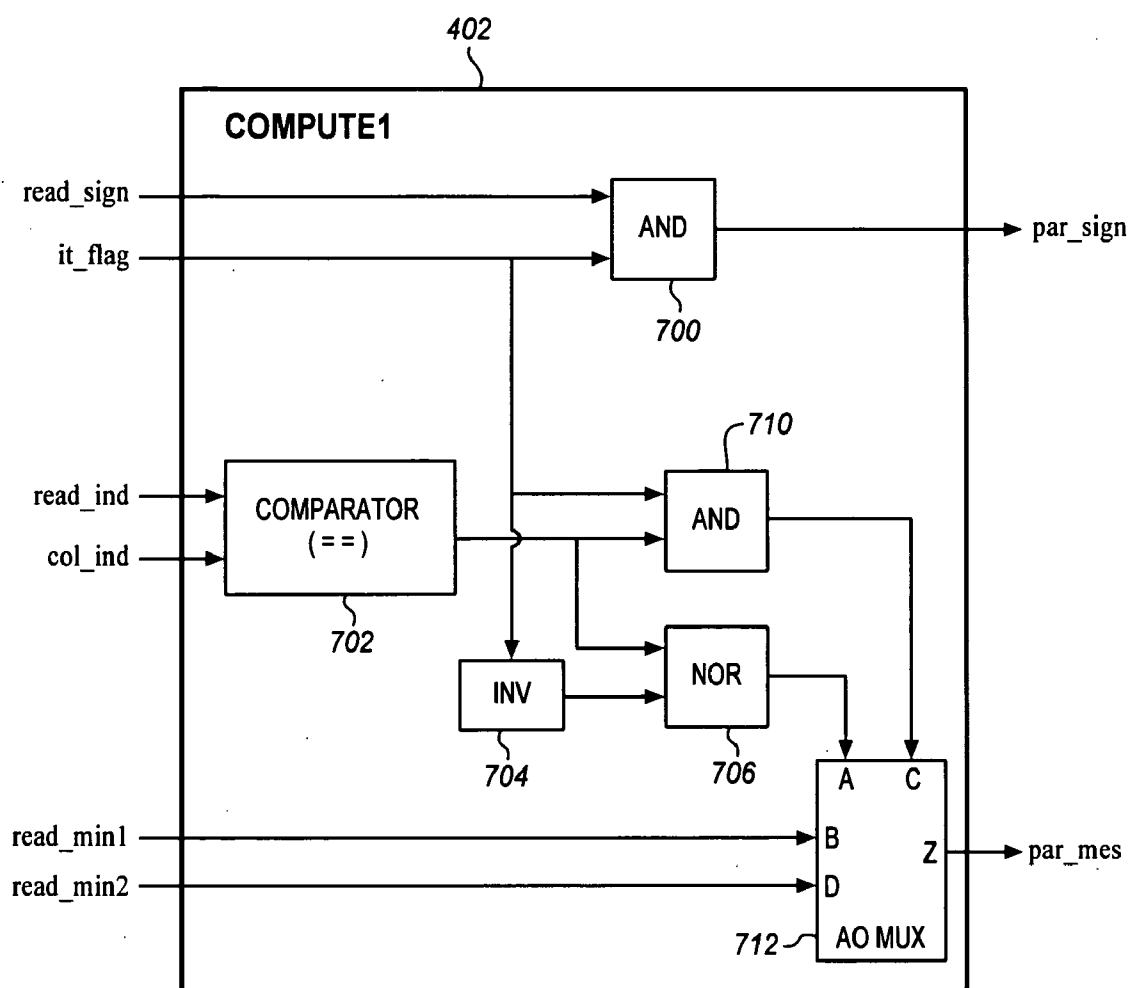 402
COMPUTE1
read_sign
it_flag
AND
700
par_sign
710
read_ind
col_ind
COMPARATOR
(==)
702
AND
INV
704
NOR
706
A C
read_min1
read_min2
B
D
Z
par_mes
712
AO MUX